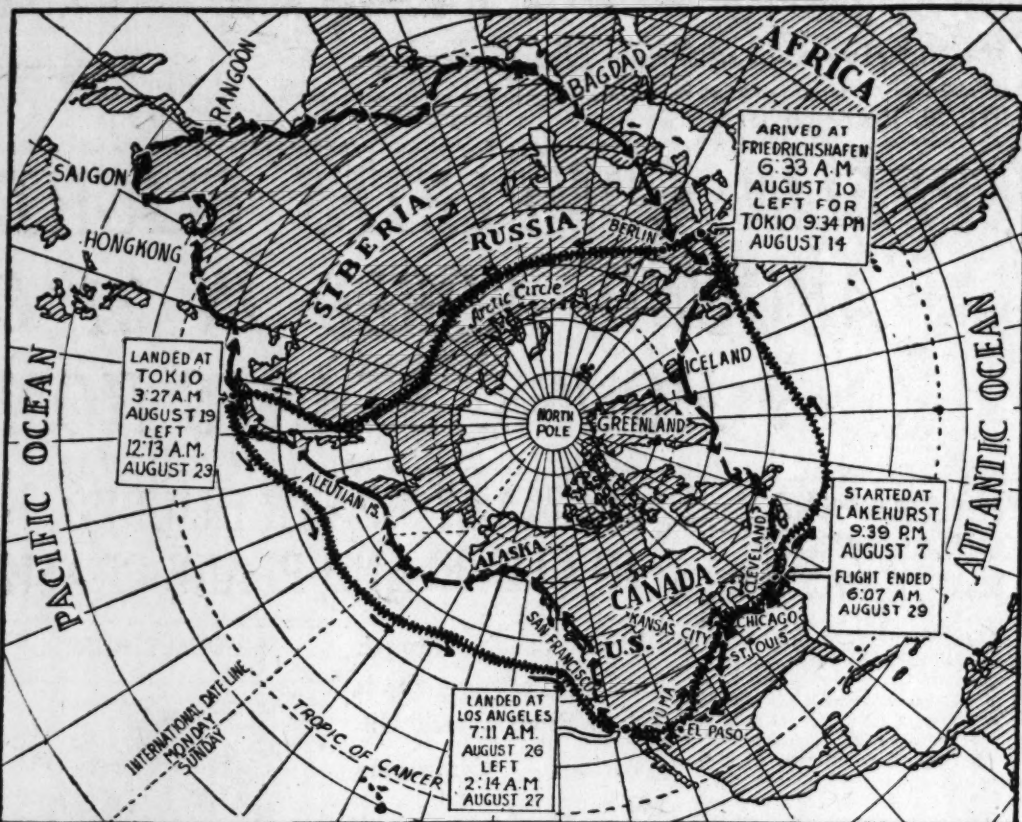 AFRICA
BAGDAD
RANGOON
SAIGON
HONGKONG
SIBERIA
RUSSIA
BERLIN
Arctic Circle
ARIVED AT
FRIEDRICHSHAFEN
6:33 A.M
AUGUST 10
LEFT FOR
TOKIO 9:34 PM
AUGUST 14
PACIFIC OCEAN
ATLANTIC OCEAN
LANDED AT
TOKIO
3:27 A.M
AUGUST 19
LEFT
12:13 A.M.
AUGUST 23
ICELAND
NORTH
POLE
GREENLAND
ALEUTIAN IS.
ALASKA
CANADA
CLEVELAND?
STARTED AT
LAKEHURST
9:39 P.M
AUGUST 7
FLIGHT ENDED
6:07 AM
AUGUST 29
KANSAS CITY
CHICAGO
ST. LOUIS
U.S.
SAN FRANCISCO
YUMA
EL PASO
INTERNATIONAL DATE LINE
MONDAY
SUNDAY
TROPIC OF CANCER
LANDED AT
LOS ANGELES
7:11 A.M.
AUGUST 26
LEFT
2:14 A.M
AUGUST 27